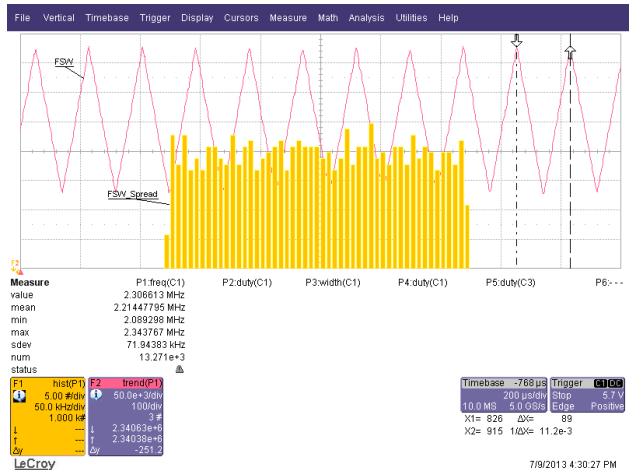 File Vertical Timebase Trigger Display Cursors Measure Math Analysis Utilities Help
FSW
FSW_Spread
F2
Measure P1:freq(C1) P2:duty(C1) P3:width(C1) P4:duty(C1) P5:duty(C3) P6:- - -
value 2.306613 MHz
mean 2.21447795 MHz
min 2.089298 MHz
max 2.343767 MHz
sdev 71.94383 kHz
num 13.271e+3
status
F1 hist(P1)
5.00 #/div
50.0 kHz/div
1.000 k#
↓ ---
↑ ---
Δy ---
F2 trend(P1)
50.0e+3/div
100/div
3 #
2.34063e+6
2.34038e+6
-251.2
Timebase -768 µs
200 µs/div
10.0 MS 5.0 GS/s
Trigger C1 DC
Stop 5.7 V
Edge Positive
X1= 826 ΔX= 89
X2= 915 1/ΔX= 11.2e-3
LeCroy
7/9/2013 4:30:27 PM